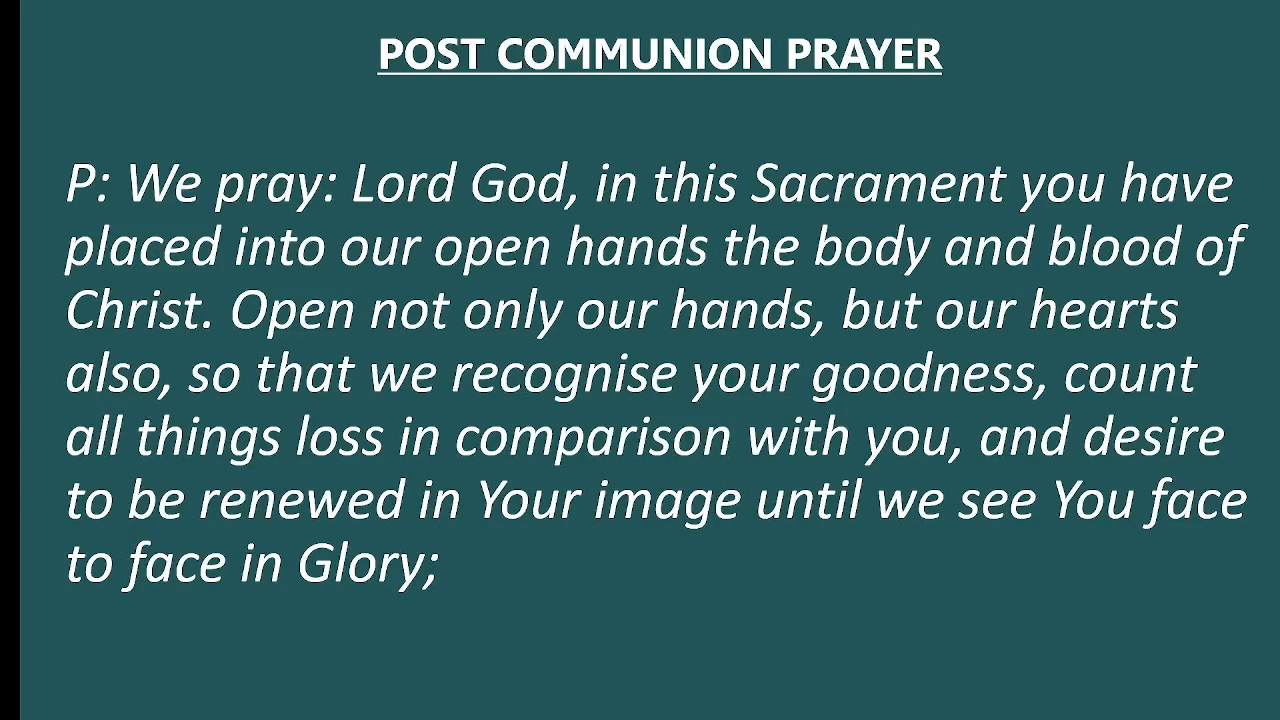 POST COMMUNION PRAYER
P: We pray: Lord God, in this Sacrament you have
placed into our open hands the body and blood of
Christ. Open not only our hands, but our hearts
also, so that we recognise your goodness, count
all things loss in comparison with you, and desire
to be renewed in Your image until we see You face
to face in Glory;